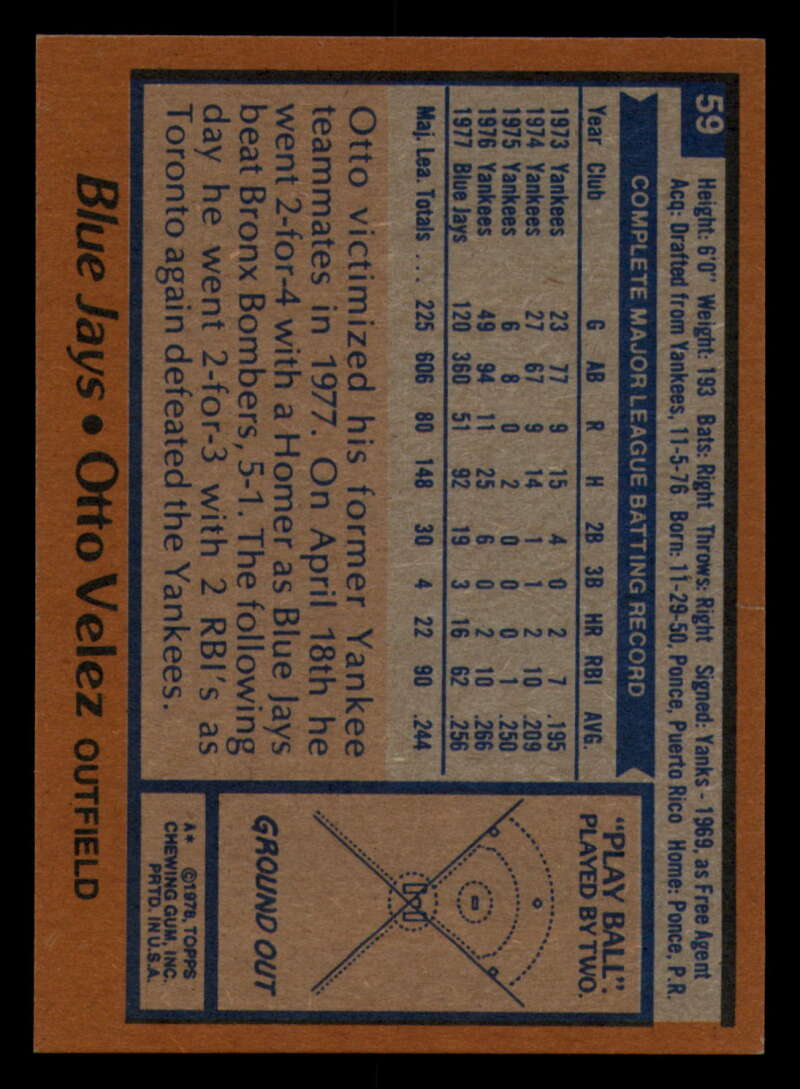 59
Height: 6'0" Weight: 193 Bats: Right Throws: Right Signed: Yanks - 1969, as Free Agent
Acq: Drafted from Yankees, 11-5-76 Born: 11-29-50, Ponce, Puerto Rico Home: Ponce, P.R.
COMPLETE MAJOR LEAGUE BATTING RECORD
Year Club G AB R H 2B 3B HR RBI AVG.
1973 Yankees 23 77 9 15 4 0 2 7 .195
1974 Yankees 27 67 9 14 1 1 2 10 .209
1975 Yankees 6 8 0 2 0 0 0 1 .250
1976 Yankees 49 94 11 25 6 0 2 10 .266
1977 Blue Jays 120 360 51 92 19 3 16 62 .256
Maj. Lea. Totals ... 225 606 80 148 30 4 22 90 .244
Otto victimized his former Yankee
teammates in 1977. On April 18th he
went 2-for-4 with a Homer as Blue Jays
beat Bronx Bombers, 5-1. The following
day he went 2-for-3 with 2 RBI's as
Toronto again defeated the Yankees.
"PLAY BALL":
PLAYED BY TWO.
GROUND OUT
A* ©1978, TOPPS
CHEWING GUM, INC.
PRTD. IN U.S.A.
Blue Jays • Otto Velez OUTFIELD